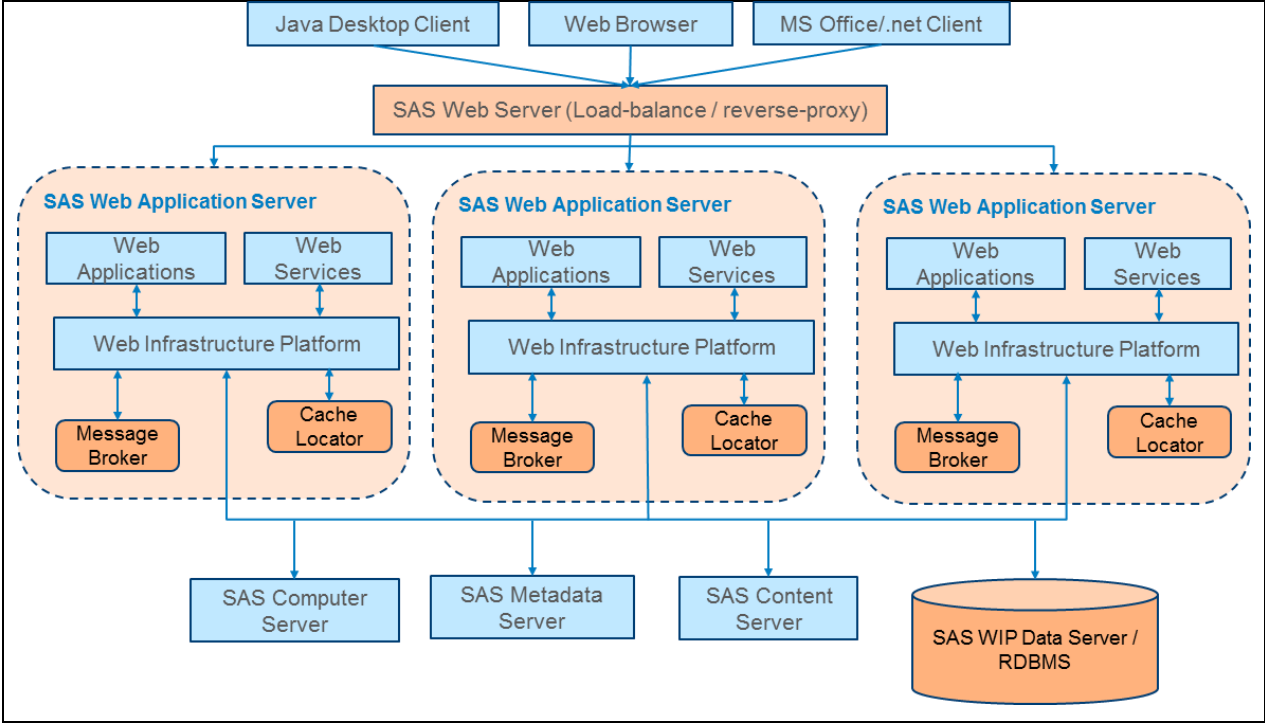 Java Desktop Client
Web Browser
MS Office/.net Client
SAS Web Server (Load-balance / reverse-proxy)
SAS Web Application Server
Web
Applications
Web
Services
Web Infrastructure Platform
Message
Broker
Cache
Locator
SAS Web Application Server
Web
Applications
Web
Services
Web Infrastructure Platform
Message
Broker
Cache
Locator
SAS Web Application Server
Web
Applications
Web
Services
Web Infrastructure Platform
Message
Broker
Cache
Locator
SAS Computer
Server
SAS Metadata
Server
SAS Content
Server
SAS WIP Data Server /
RDBMS